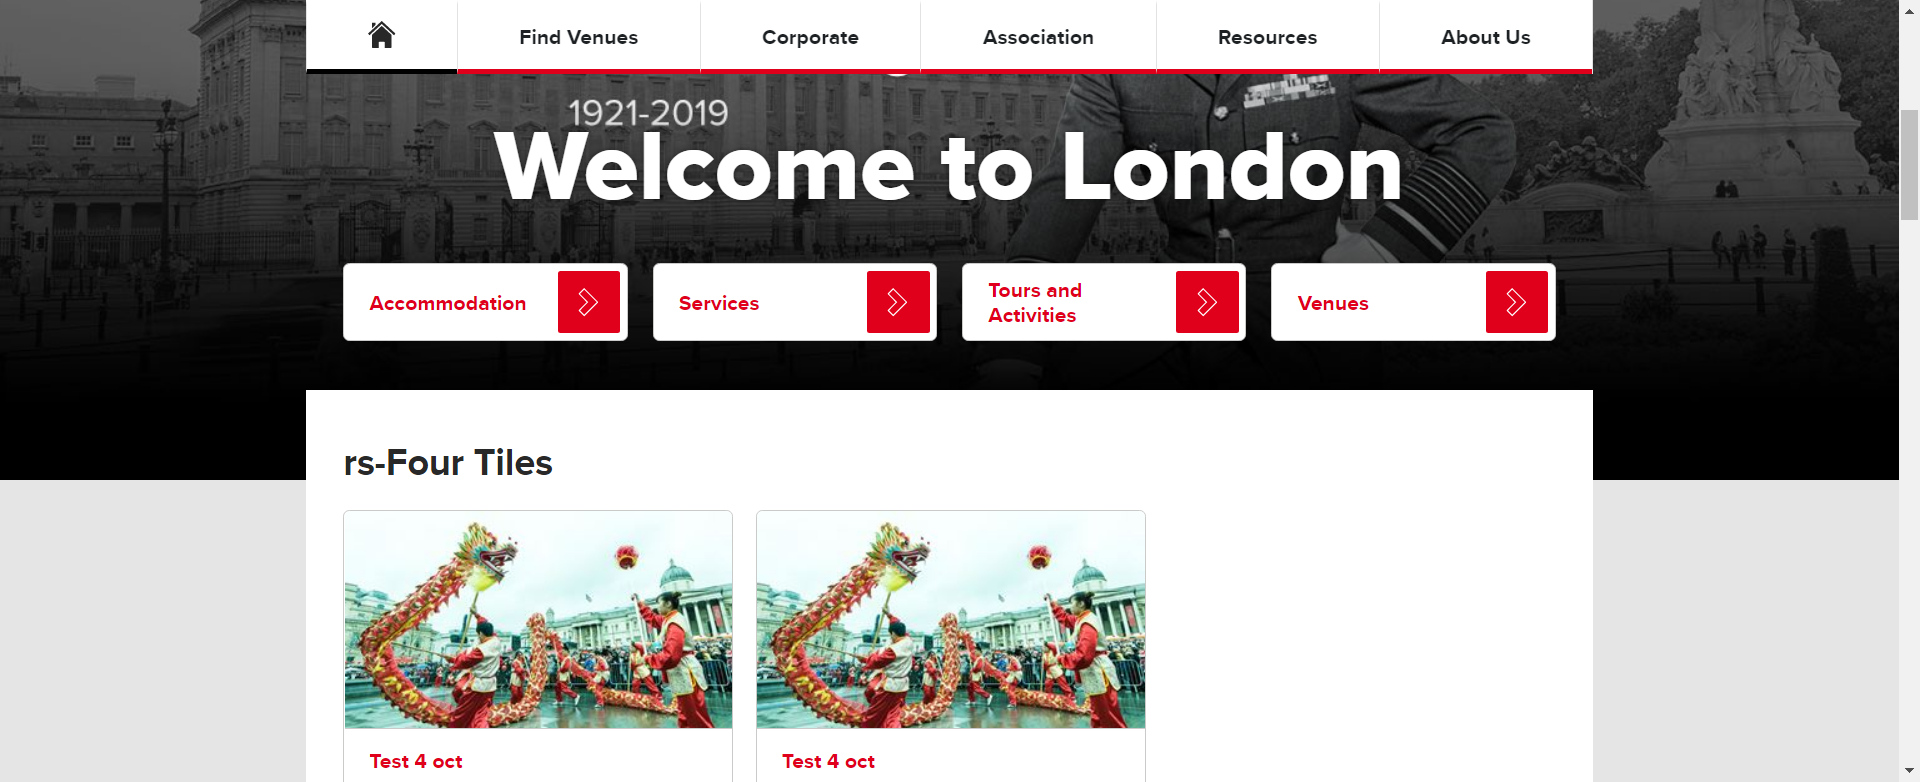 Find Venues
Corporate
Association
Resources
About Us
1921-2019
Welcome to London
Accommodation
Services
Tours and
Activities
Venues
rs-Four Tiles
Test 4 oct
Test 4 oct